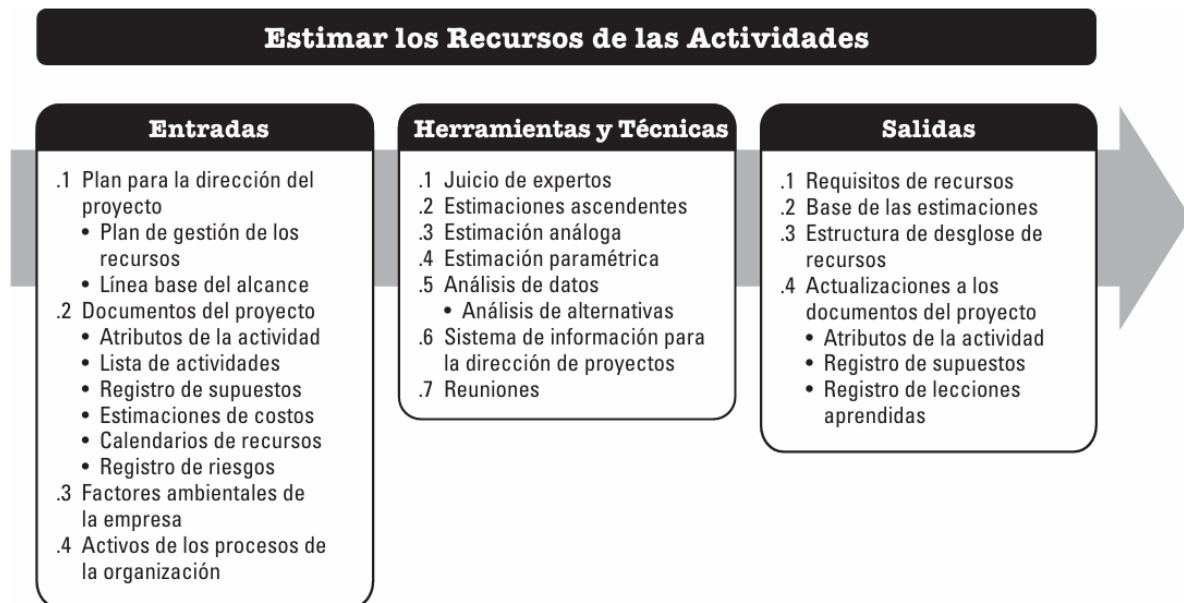 Estimar los Recursos de las Actividades
Entradas
.1 Plan para la dirección del
proyecto
• Plan de gestión de los
recursos
• Línea base del alcance
.2 Documentos del proyecto
• Atributos de la actividad
• Lista de actividades
• Registro de supuestos
• Estimaciones de costos
• Calendarios de recursos
• Registro de riesgos
.3 Factores ambientales de
la empresa
.4 Activos de los procesos de
la organización
Herramientas y Técnicas
.1 Juicio de expertos
.2 Estimaciones ascendentes
.3 Estimación análoga
.4 Estimación paramétrica
.5 Análisis de datos
• Análisis de alternativas
.6 Sistema de información para
la dirección de proyectos
.7 Reuniones
Salidas
.1 Requisitos de recursos
.2 Base de las estimaciones
.3 Estructura de desglose de
recursos
.4 Actualizaciones a los
documentos del proyecto
• Atributos de la actividad
• Registro de supuestos
• Registro de lecciones
aprendidas